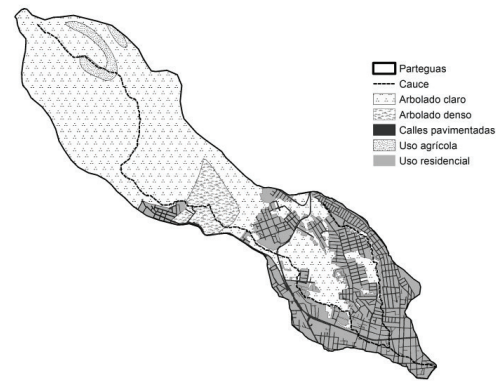 Parteguas
Cauce
Arbolado claro
Arbolado denso
Calles pavimentadas
Uso agrícola
Uso residencial